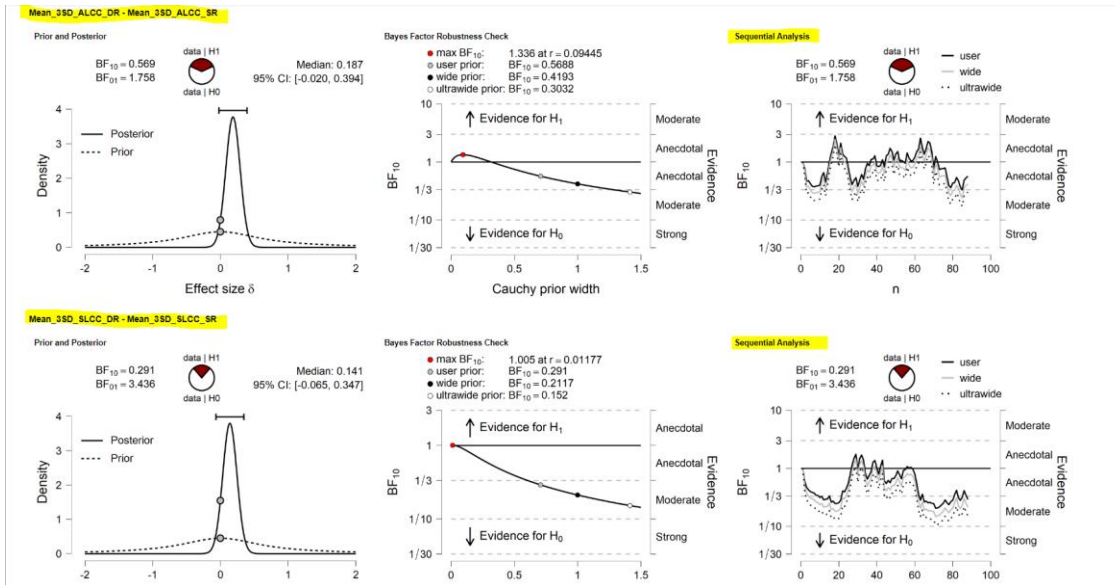 Mean_3SD_ALCC_DR - Mean_3SD_ALCC_SR
Prior and Posterior
data | H1
BF10 = 0.569
BF01 = 1.758
Median: 0.187
95% CI: [-0.020, 0.394]
data | H0
Posterior
Prior
Density
4
3
2
1
0
-2
-1
0
1
2
Effect size δ
Bayes Factor Robustness Check
max BF10: 1.336 at r = 0.09445
user prior: BF10 = 0.5688
wide prior: BF10 = 0.4193
ultrawide prior: BF10 = 0.3032
BF10
10
3
1
1/3
1/10
1/30
Evidence for H1
Evidence for H0
Moderate
Anecdotal
Anecdotal
Moderate
Strong
Evidence
0
0.5
1
1.5
Cauchy prior width
Sequential Analysis
data | H1
BF10 = 0.569
BF01 = 1.758
data | H0
user
wide
ultrawide
BF10
10
3
1
1/3
1/10
1/30
Evidence for H1
Evidence for H0
Moderate
Anecdotal
Anecdotal
Moderate
Strong
Evidence
0
20
40
60
80
100
n
Mean_3SD_SLCC_DR - Mean_3SD_SLCC_SR
Prior and Posterior
data | H1
BF10 = 0.291
BF01 = 3.436
Median: 0.141
95% CI: [-0.065, 0.347]
data | H0
Posterior
Prior
Density
4
3
2
1
0
-2
-1
0
1
2
Effect size δ
Bayes Factor Robustness Check
max BF10: 1.005 at r = 0.01177
user prior: BF10 = 0.291
wide prior: BF10 = 0.2117
ultrawide prior: BF10 = 0.152
BF10
3
1
1/3
1/10
1/30
Evidence for H1
Evidence for H0
Anecdotal
Anecdotal
Moderate
Strong
Evidence
0
0.5
1
1.5
Cauchy prior width
Sequential Analysis
data | H1
BF10 = 0.291
BF01 = 3.436
data | H0
user
wide
ultrawide
BF10
10
3
1
1/3
1/10
1/30
Evidence for H1
Evidence for H0
Moderate
Anecdotal
Anecdotal
Moderate
Strong
Evidence
0
20
40
60
80
100
n